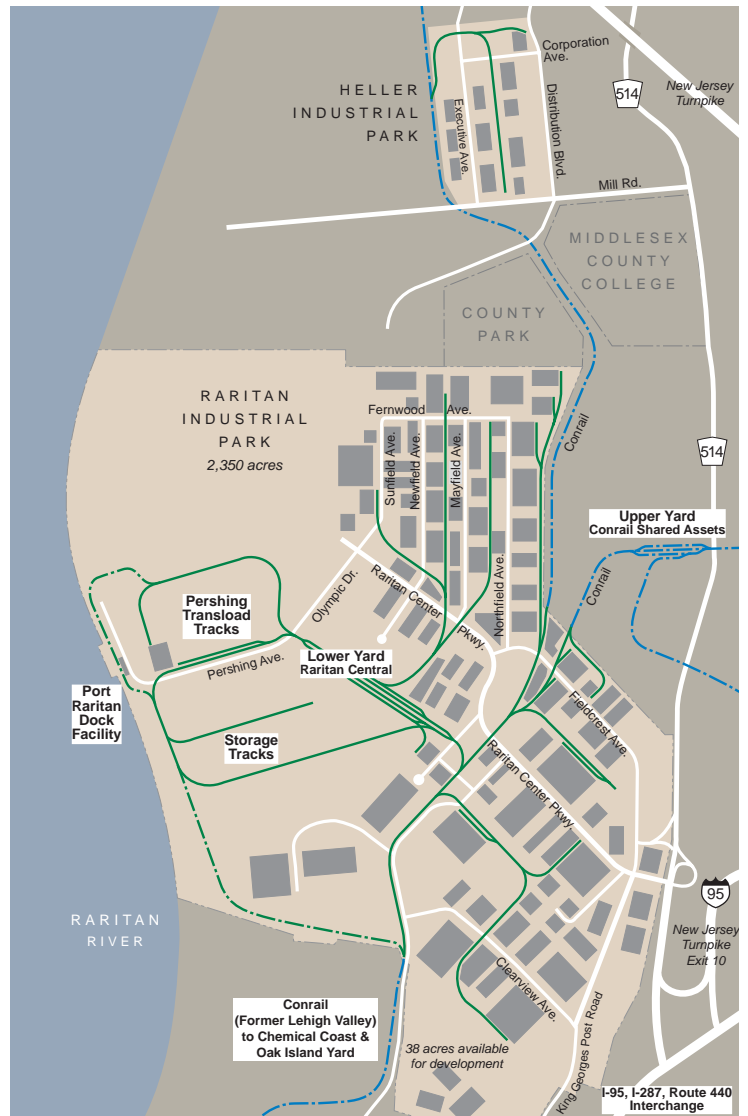 Corporation
Ave.
HELLER
INDUSTRIAL
PARK
514
New Jersey
Turnpike
Executive Ave.
Distribution Blvd.
Mill Rd.
MIDDLESEX
COUNTY
COLLEGE
COUNTY
PARK
RARITAN
INDUSTRIAL
PARK
2,350 acres
Fernwood Ave.
Sunfield Ave.
Newfield Ave.
Mayfield Ave.
Conrail
514
Upper Yard
Conrail Shared Assets
Olympic Dr.
Raritan Center
Pkwy.
Northfield Ave.
Conrail
Pershing
Transload
Tracks
Pershing Ave.
Lower Yard
Raritan Central
Port
Raritan
Dock
Facility
Fieldcrest Ave.
Storage
Tracks
Raritan Center Pkwy.
95
RARITAN
RIVER
New Jersey
Turnpike
Exit 10
Clearview Ave.
Conrail
(Former Lehigh Valley)
to Chemical Coast &
Oak Island Yard
38 acres available
for development
King Georges Post Road
I-95, I-287, Route 440
Interchange